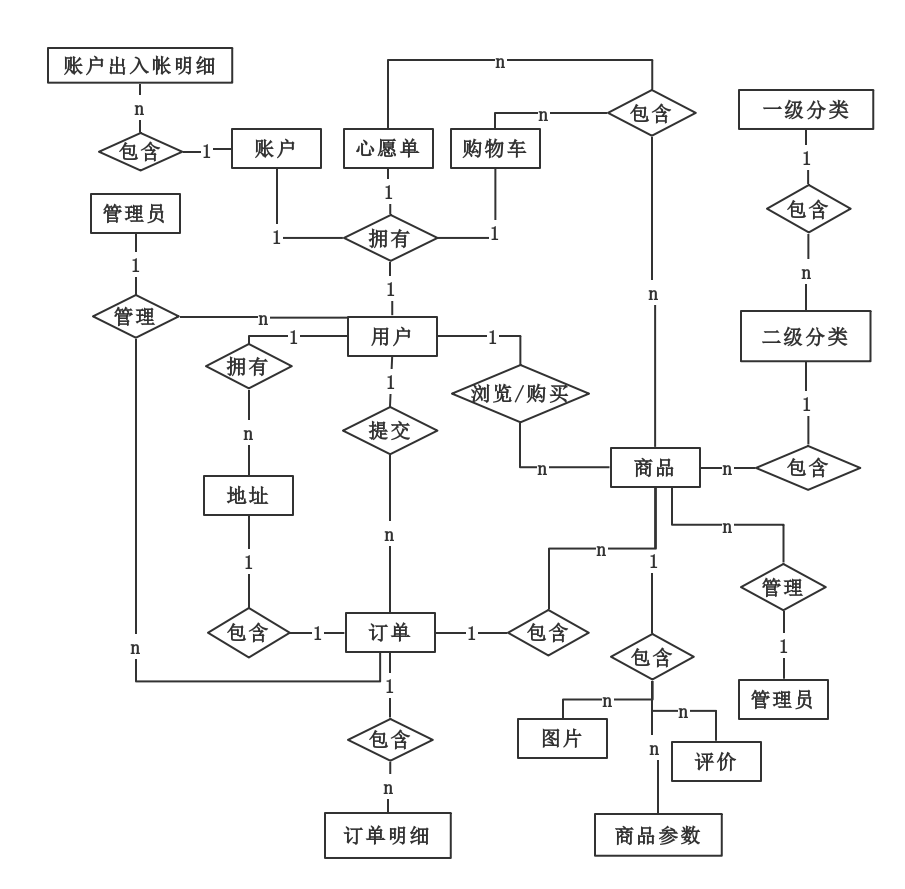 账户出入帐明细
n
包含
1
账户
n
心愿单
购物车
n
包含
一级分类
1
包含
n
二级分类
1
包含
n
管理员
1
管理
n
1
1
拥有
1
1
用户
1
拥有
n
地址
1
包含
1
1
提交
n
1
浏览/购买
n
n
商品
订单
1
包含
n
n
1
包含
n
订单明细
1
包含
n
图片
n
评价
n
商品参数
n
管理
1
管理员